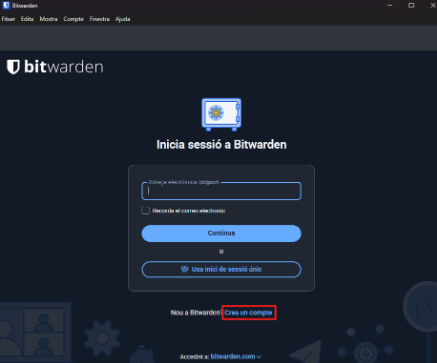 Bitwarden
Fitxer Edita Mostra Compte Finestra Ajuda
bitwarden
Inicia sessió a Bitwarden
Adreça electrònica (obligatori)
Recorda el correu electrònic
Continua
o
Usa inici de sessió únic
Nou a Bitwarden? Crea un compte
Accedint a: bitwarden.com